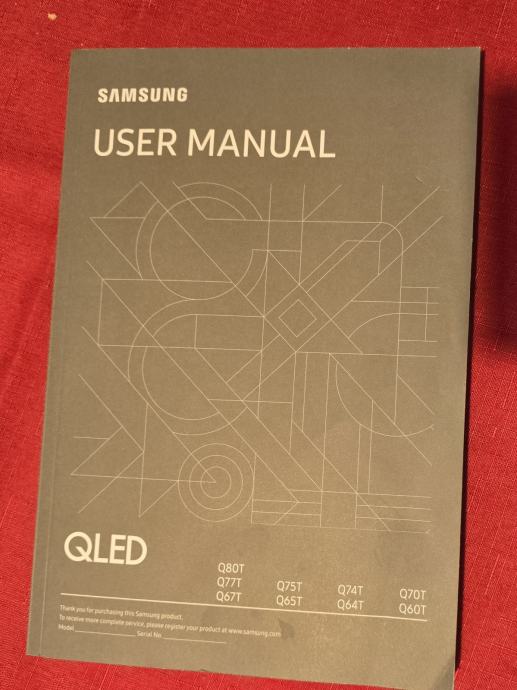 SAMSUNG
USER MANUAL
QLED
Q80T
Q77T Q75T Q74T Q70T
Q67T Q65T Q64T Q60T
Thank you for purchasing this Samsung product.
To receive more complete service, please register your product at www.samsung.com
Model Serial No.